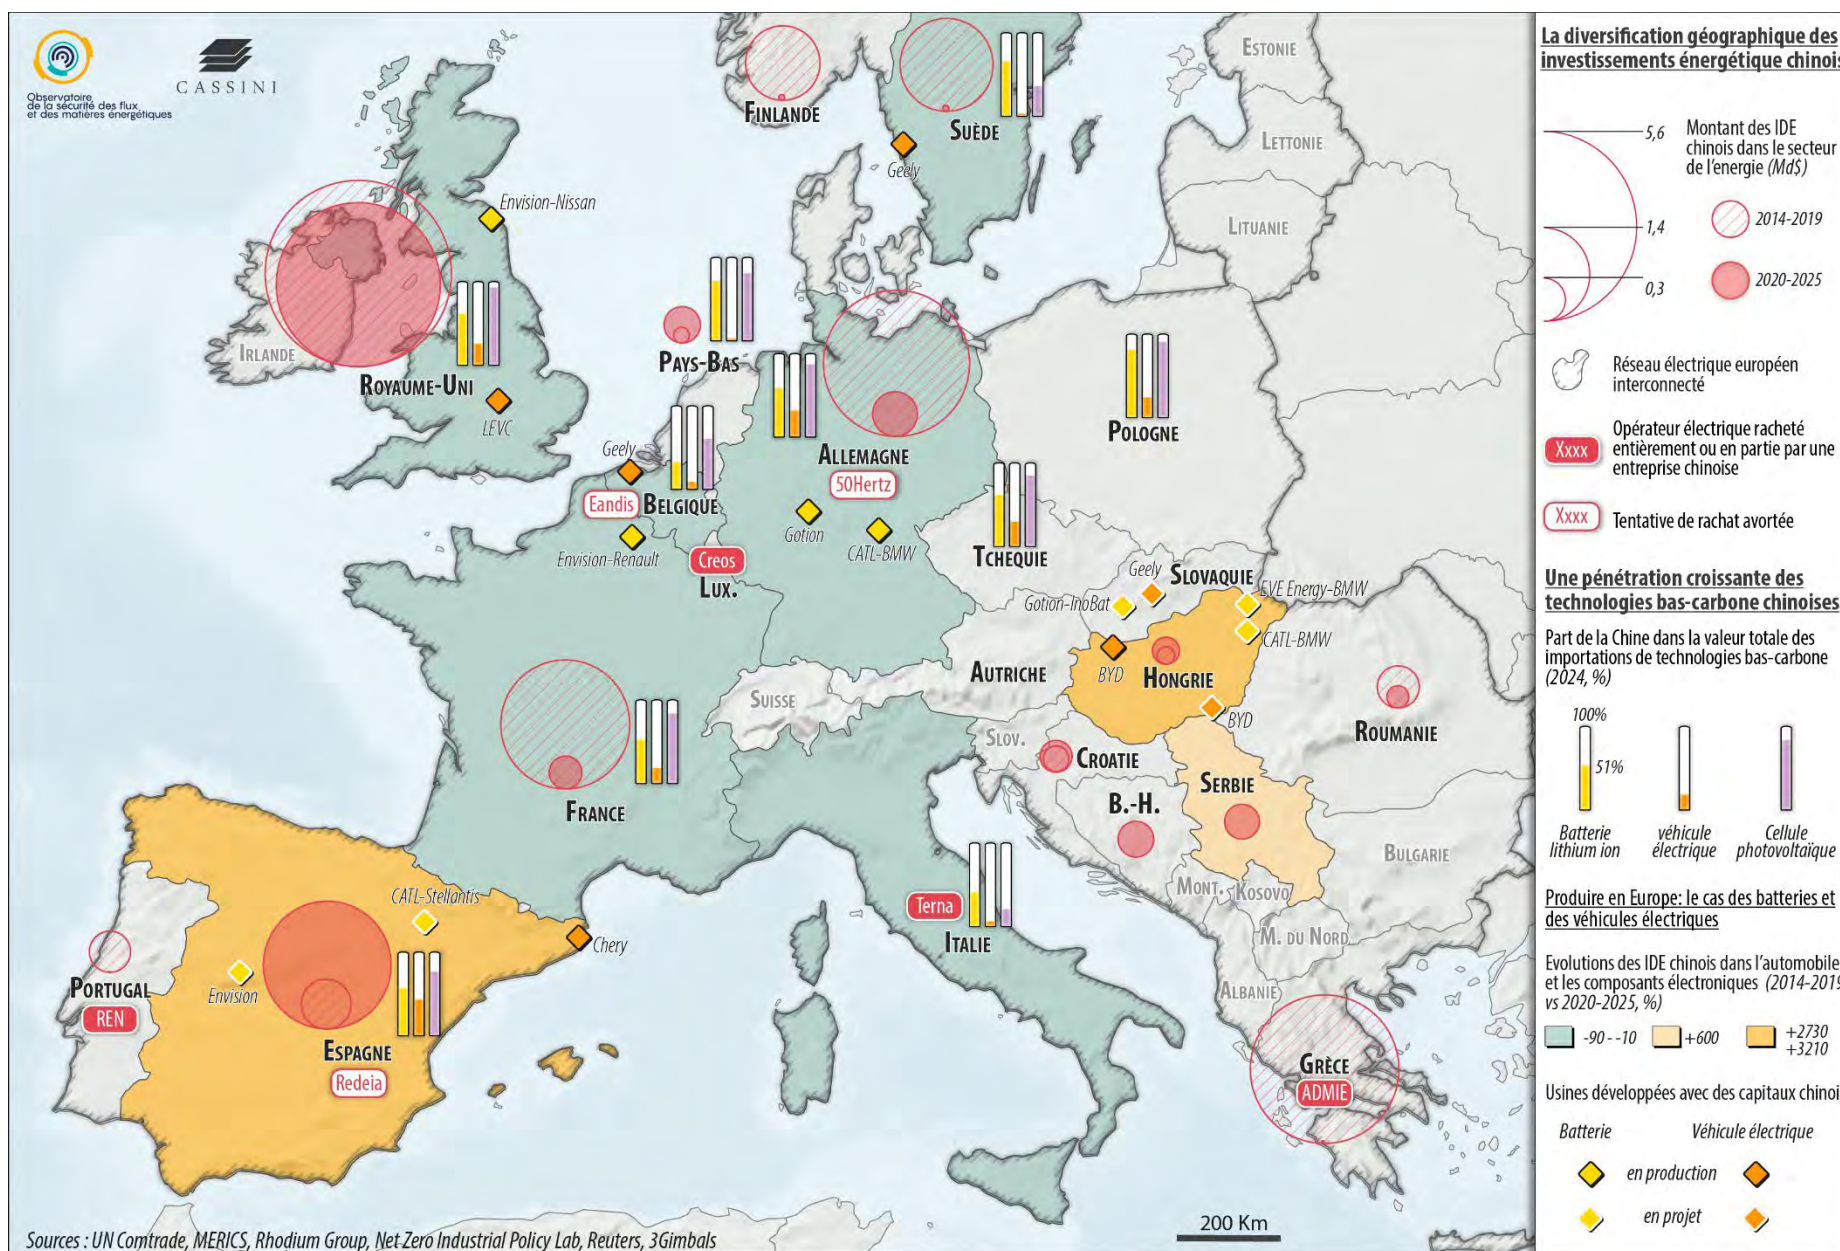 Observatoire
de la sécurité des flux
et des matières énergétiques
CASSINI
FINLANDE
SUÈDE
ESTONIE
LETTONIE
LITUANIE
Geely
Envision-Nissan
IRLANDE
ROYAUME-UNI
LEVC
PAYS-BAS
Geely
Eandis
BELGIQUE
Envision-Renault
Creos
LUX.
ALLEMAGNE
50Hertz
Gotion
CATL-BMW
POLOGNE
TCHEQUIE
Geely
SLOVAQUIE
Gotion-InoBat
EVE Energy-BMW
CATL-BMW
AUTRICHE
BYD
HONGRIE
BYD
SUISSE
SLOV.
CROATIE
ROUMANIE
B.-H.
SERBIE
FRANCE
BULGARIE
MONT.
KOSOVO
M. DU NORD
ALBANIE
Terna
ITALIE
CATL-Stellantis
Chery
Envision
PORTUGAL
REN
ESPAGNE
Redeia
GRÈCE
ADMIE
200 Km
Sources : UN Comtrade, MERICS, Rhodium Group, Net Zero Industrial Policy Lab, Reuters, 3Gimbals
La diversification géographique des
investissements énergétique chinois
5,6
1,4
0,3
Montant des IDE
chinois dans le secteur
de l'energie (Md$)
2014-2019
2020-2025
Réseau électrique européen
interconnecté
Xxxx
Opérateur électrique racheté
entièrement ou en partie par une
entreprise chinoise
Xxxx
Tentative de rachat avortée
Une pénétration croissante des
technologies bas-carbone chinoises
Part de la Chine dans la valeur totale des
importations de technologies bas-carbone
(2024, %)
100%
51%
Batterie
lithium ion
véhicule
électrique
Cellule
photovoltaïque
Produire en Europe: le cas des batteries et
des véhicules électriques
Evolutions des IDE chinois dans l'automobile
et les composants électroniques (2014-2019
vs 2020-2025, %)
-90 - -10
+600
+2730
+3210
Usines développées avec des capitaux chinoi
Batterie
Véhicule électrique
en production
en projet